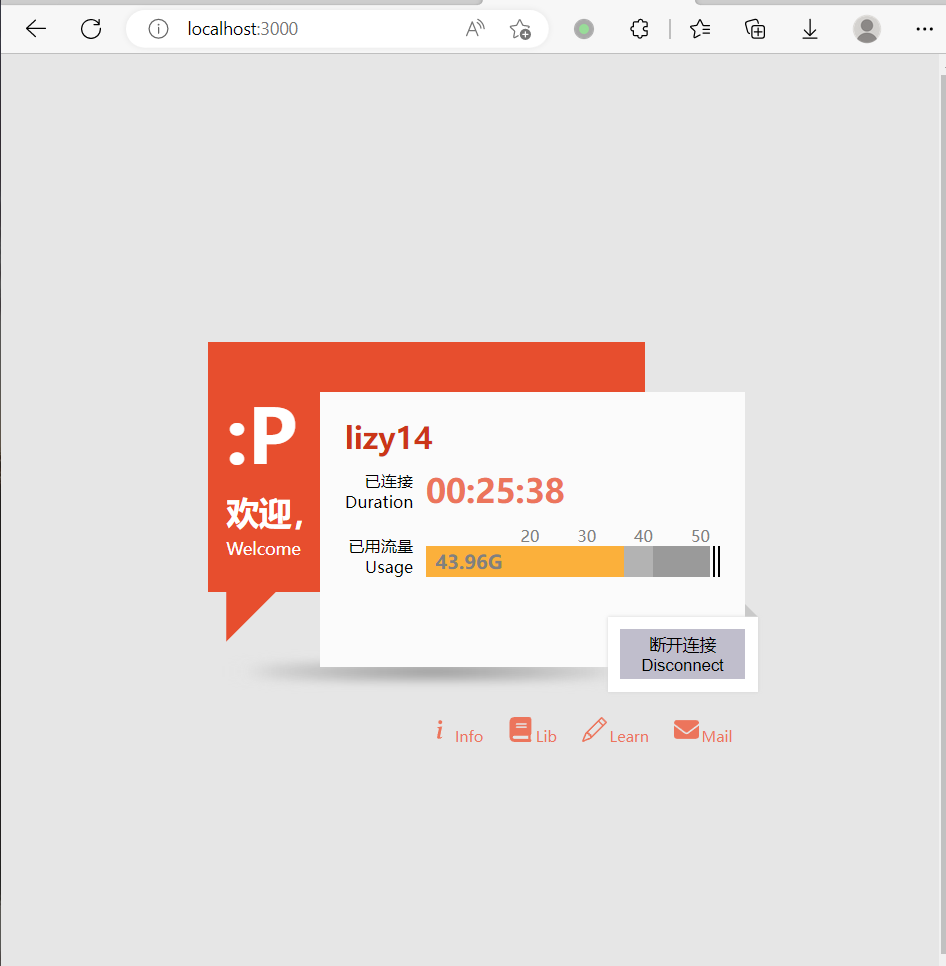 localhost:3000
:P
欢迎,
Welcome
lizy14
已连接
Duration
00:25:38
已用流量
Usage
20 30 40 50
43.96G
断开连接
Disconnect
Info Lib Learn Mail